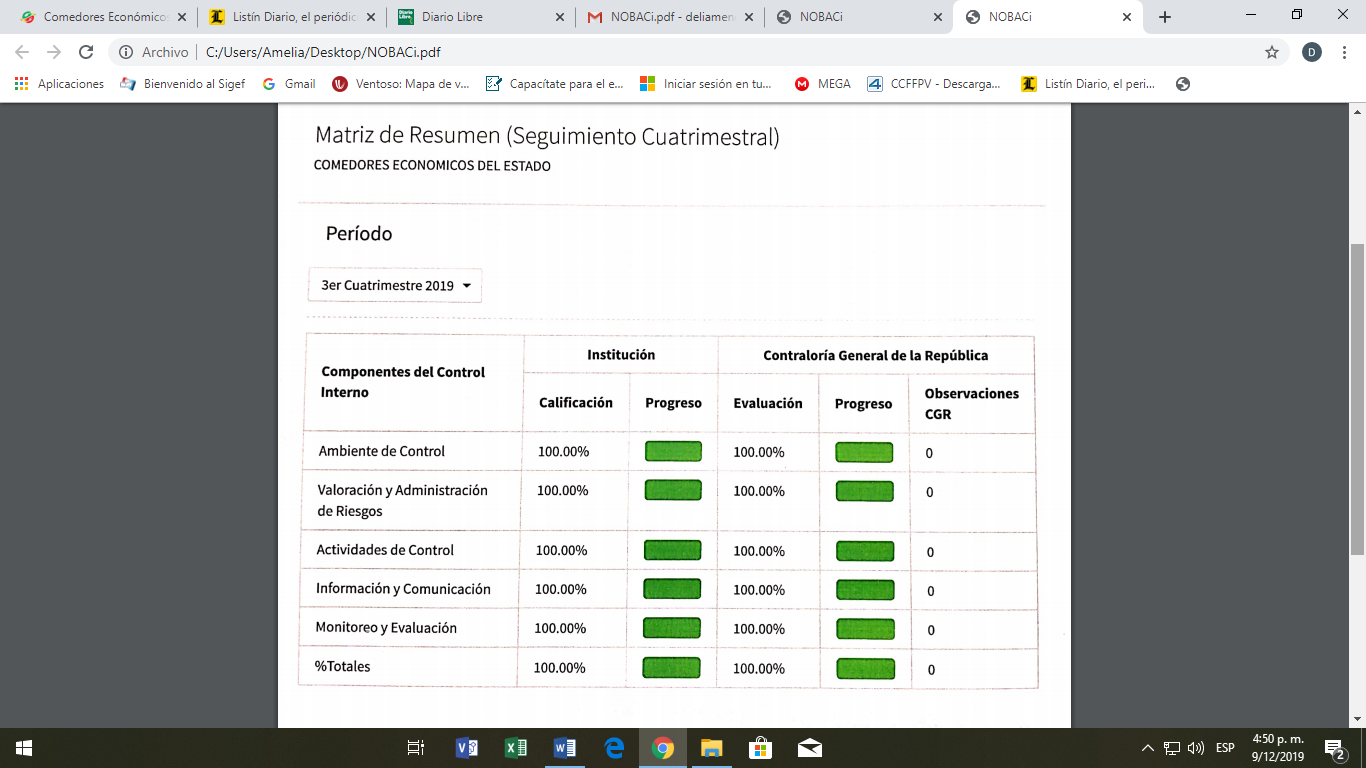 Comedores Económicos
Listín Diario, el periódic
Diario Libre
NOBACi.pdf - deliamen
NOBACi
NOBACi
Archivo
C:/Users/Amelia/Desktop/NOBACi.pdf
D
Aplicaciones
Bienvenido al Sigef
Gmail
Ventoso: Mapa de v...
Capacítate para el e...
Iniciar sesión en tu...
MEGA
CCFFPV - Descarga...
Listín Diario, el peri...
Matriz de Resumen (Seguimiento Cuatrimestral)
COMEDORES ECONOMICOS DEL ESTADO
Período
3er Cuatrimestre 2019
Componentes del Control
Interno
Institución
Contraloría General de la República
Calificación
Progreso
Evaluación
Progreso
Observaciones
CGR
Ambiente de Control 100.00% 100.00% 0
Valoración y Administración 100.00% 100.00% 0
de Riesgos
Actividades de Control 100.00% 100.00% 0
Información y Comunicación 100.00% 100.00% 0
Monitoreo y Evaluación 100.00% 100.00% 0
%Totales 100.00% 100.00% 0
ESP
4:50 p. m.
9/12/2019
2